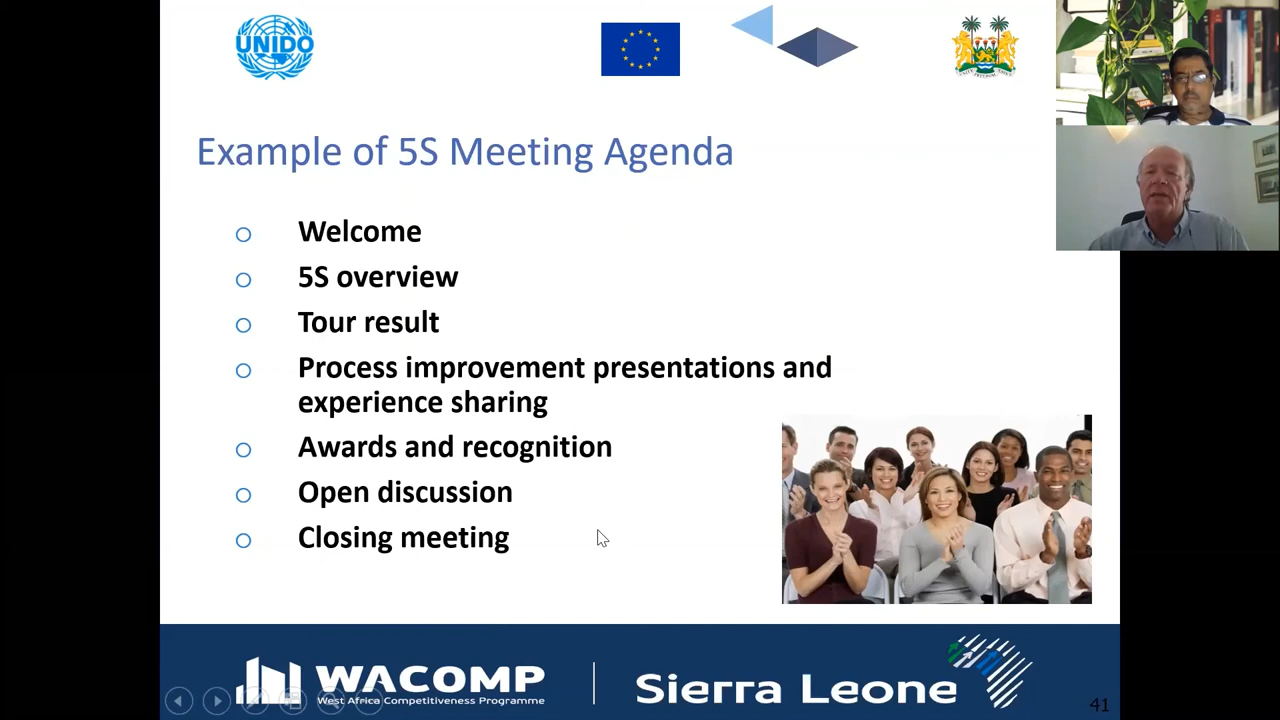 UNIDO
Example of 5S Meeting Agenda
Welcome
5S overview
Tour result
Process improvement presentations and
experience sharing
Awards and recognition
Open discussion
Closing meeting
WACOMP
West Africa Competitiveness Programme
Sierra Leone
41